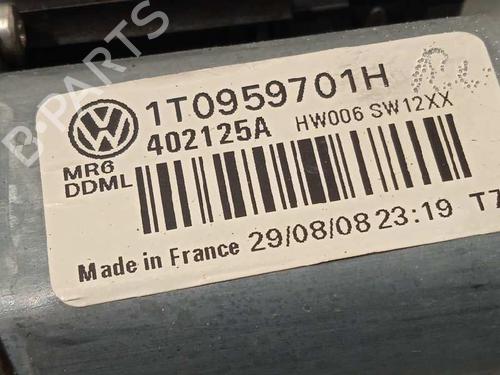 1T0959701H
402125A HW006 SW12XX
MR6
DDML
Made in France 29/08/08 23:19 T7
B-Parts